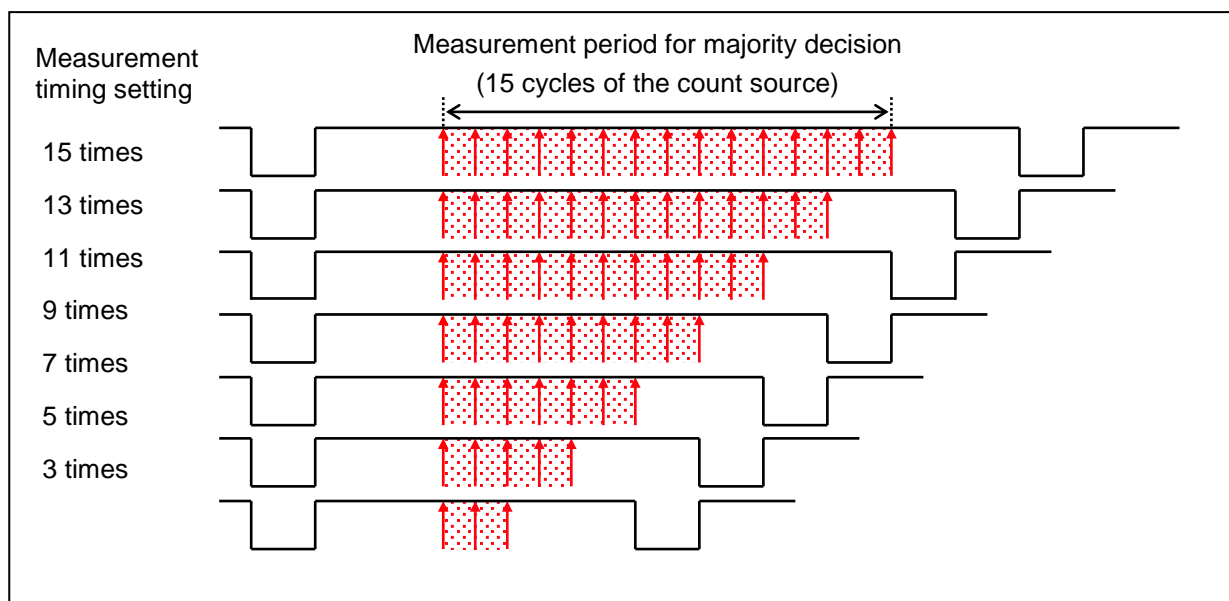 Measurement
timing setting
Measurement period for majority decision
(15 cycles of the count source)
15 times
13 times
11 times
9 times
7 times
5 times
3 times